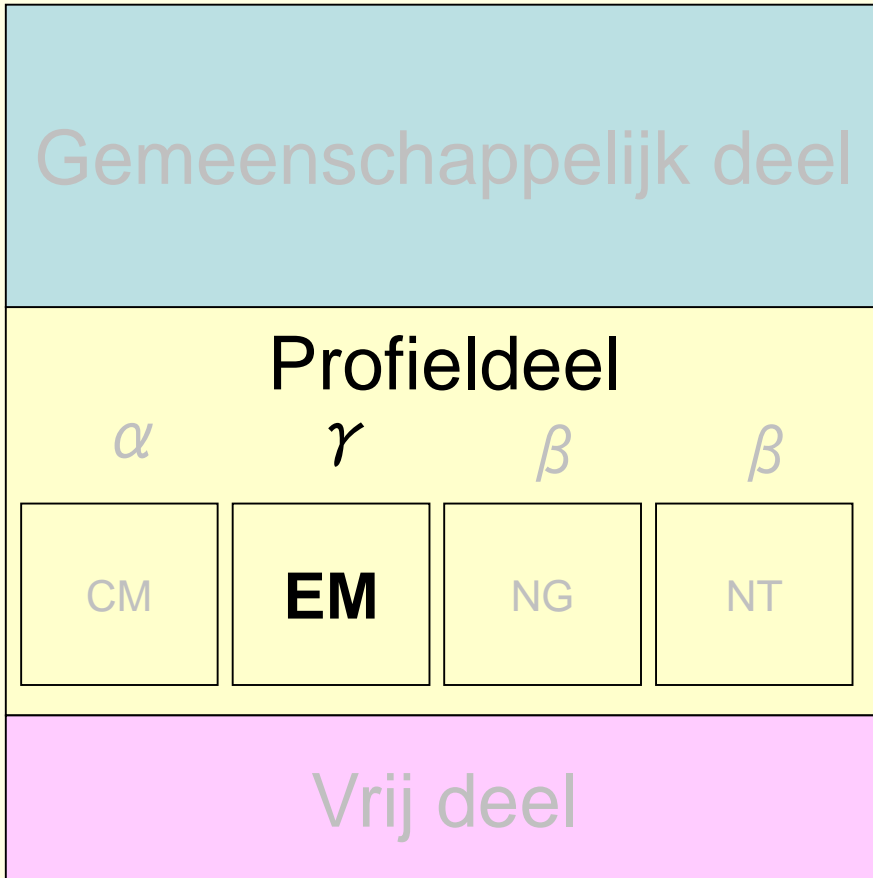 Gemeenschappelijk deel
Profieldeel
α γ β β
CM EM NG NT
Vrij deel